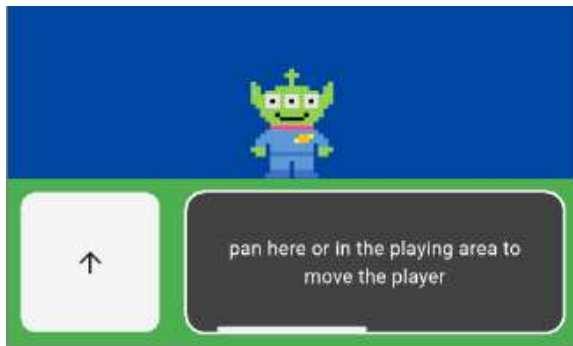 ↑
pan here or in the playing area to
move the player